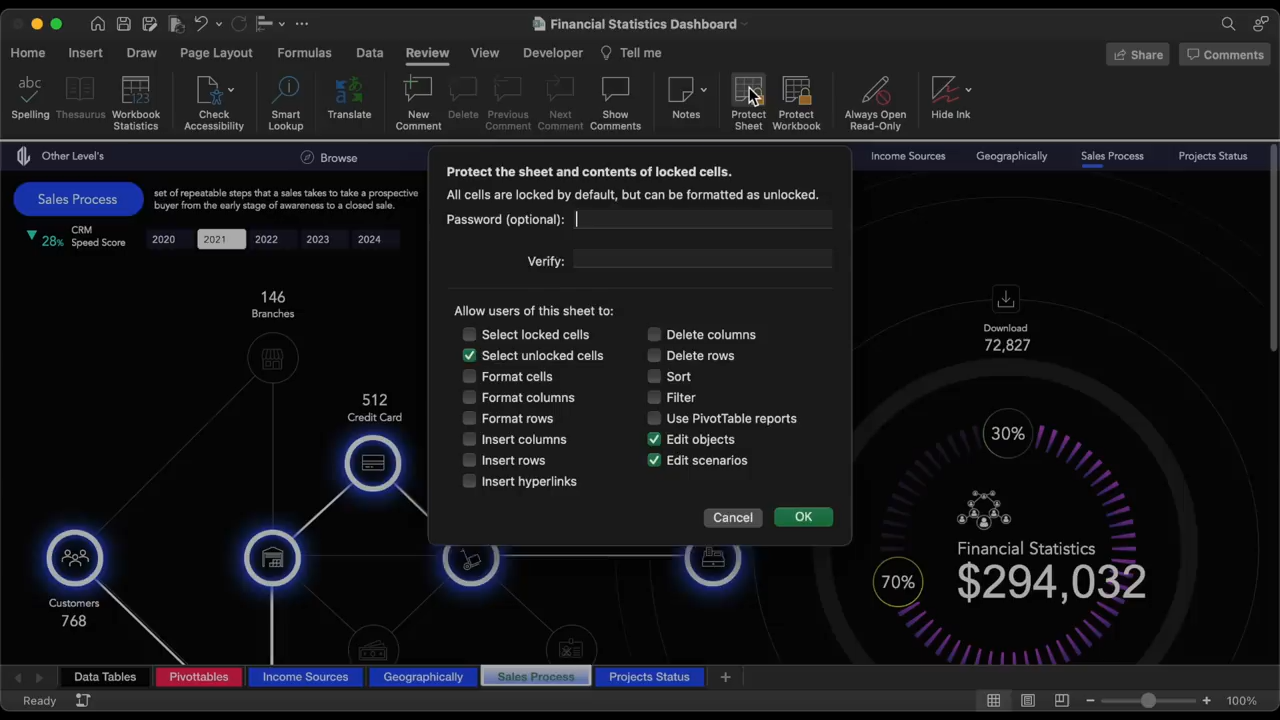 Financial Statistics Dashboard
Home Insert Draw Page Layout Formulas Data Review View Developer Tell me Share Comments
abc
123
Spelling Thesaurus Workbook Statistics Check Accessibility Smart Lookup Translate New Comment Delete Previous Comment Next Comment Show Comments Notes Protect Sheet Protect Workbook Always Open Read-Only Hide Ink
Other Level's Browse Income Sources Geographically Sales Process Projects Status
Sales Process
set of repeatable steps that a sales takes to take a prospective
buyer from the early stage of awareness to a closed sale.
28% CRM
Speed Score
2020 2021 2022 2023 2024
146
Branches
512
Credit Card
Customers
768
Protect the sheet and contents of locked cells.
All cells are locked by default, but can be formatted as unlocked.
Password (optional):
Verify:
Allow users of this sheet to:
Select locked cells
Select unlocked cells
Format cells
Format columns
Format rows
Insert columns
Insert rows
Insert hyperlinks
Delete columns
Delete rows
Sort
Filter
Use PivotTable reports
Edit objects
Edit scenarios
Cancel OK
Download
72,827
30%
Financial Statistics
$294,032
70%
Data Tables Pivottables Income Sources Geographically Sales Process Projects Status
Ready 100%